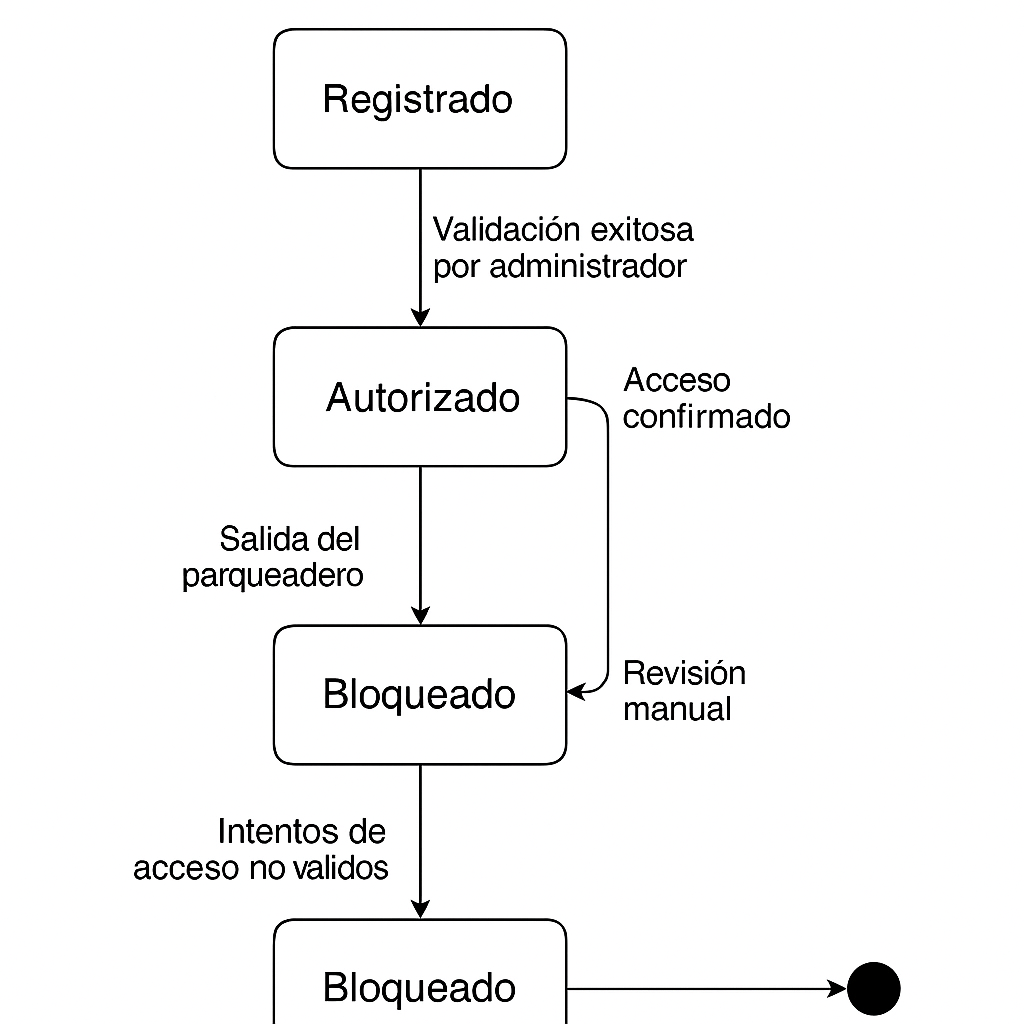 Registrado
Validación exitosa
por administrador
Autorizado
Acceso
confirmado
Salida del
parqueadero
Bloqueado
Revisión
manual
Intentos de
acceso no validos
Bloqueado